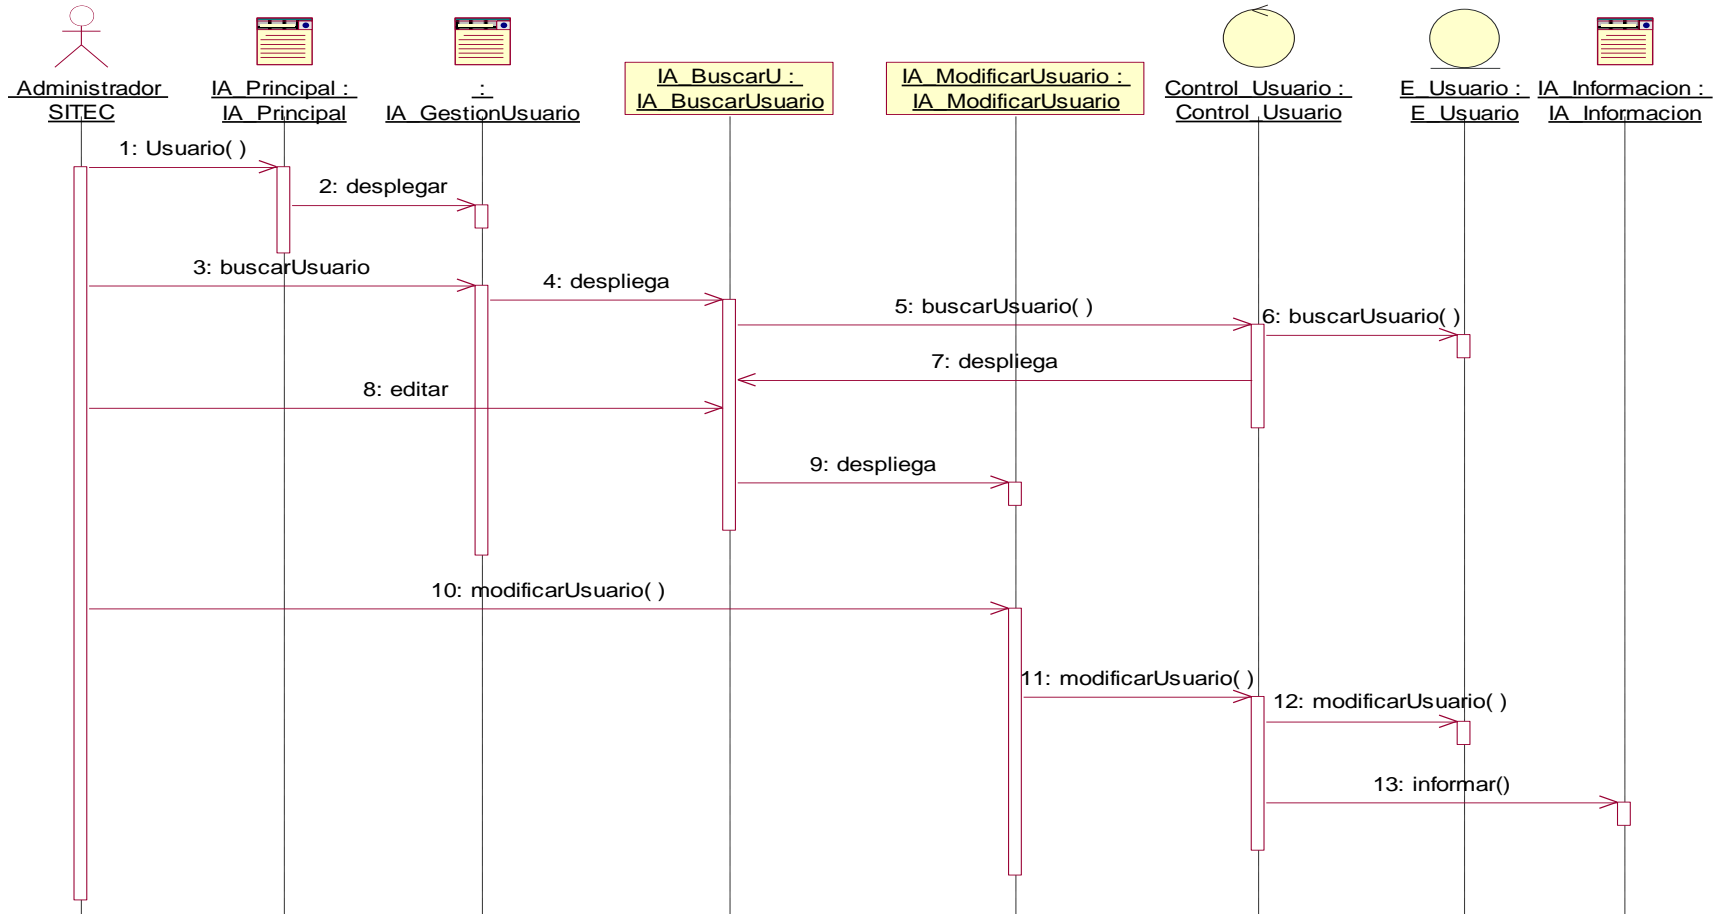 Administrador
SITEC
IA_Principal :
IA_Principal
:
IA_GestionUsuario
IA_BuscarU :
IA_BuscarUsuario
IA_ModificarUsuario :
IA_ModificarUsuario
Control_Usuario :
Control_Usuario
E_Usuario :
E_Usuario
IA_Informacion :
IA_Informacion
1: Usuario( )
2: desplegar
3: buscarUsuario
4: despliega
5: buscarUsuario( )
6: buscarUsuario( )
7: despliega
8: editar
9: despliega
10: modificarUsuario( )
11: modificarUsuario( )
12: modificarUsuario( )
13: informar()